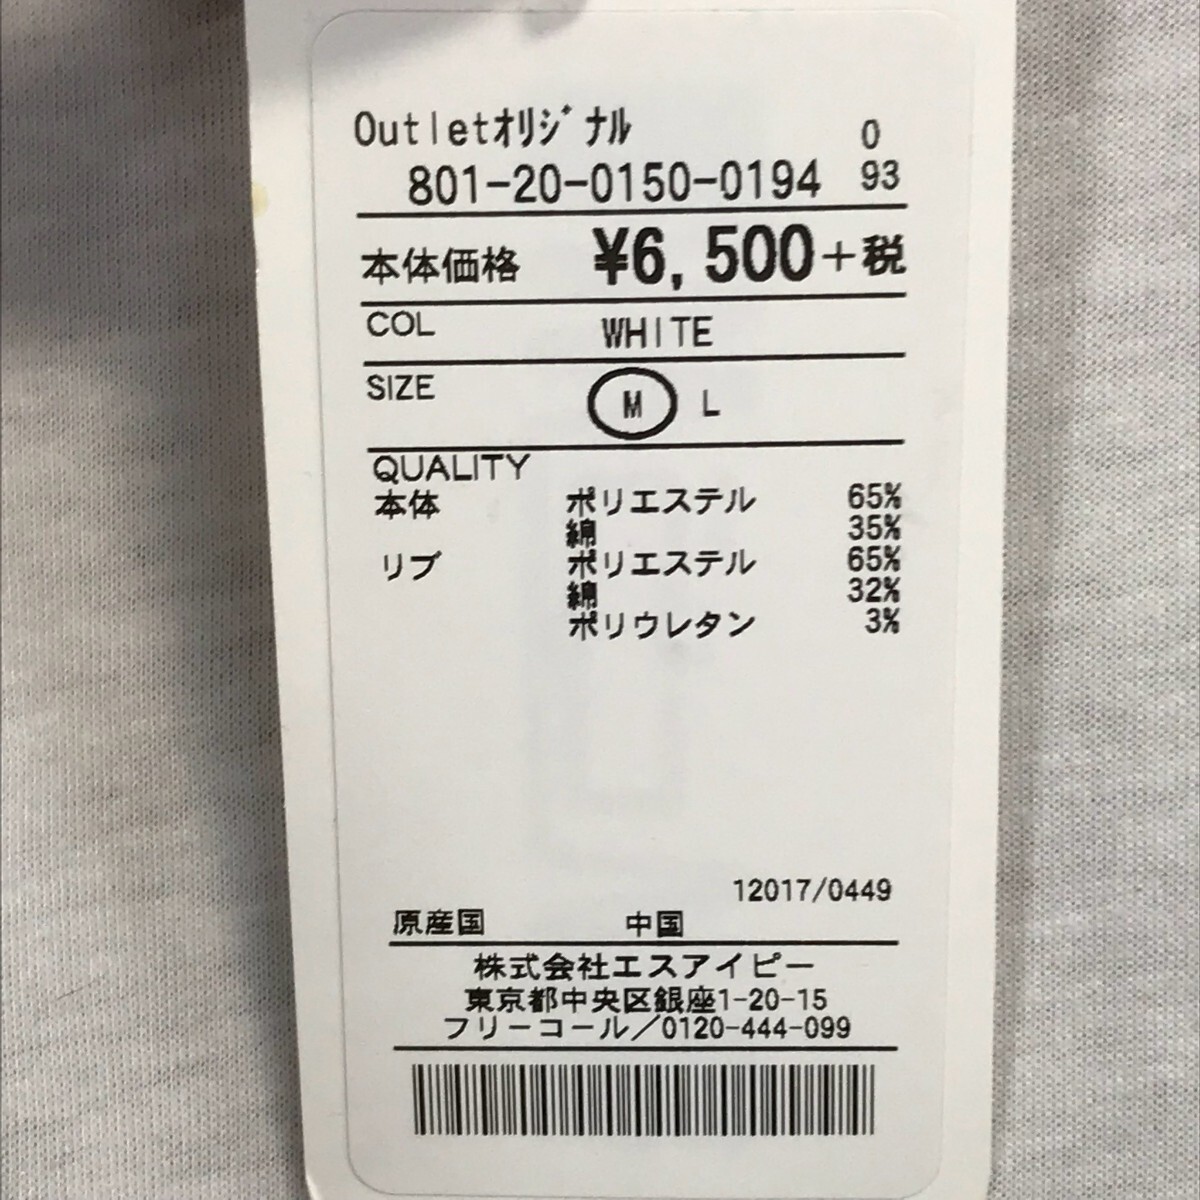 Outletオリジナル 0
801-20-0150-0194 93
本体価格 ¥6,500+税
COL WHITE
SIZE M L
QUALITY
本体 ポリエステル 65%
綿 35%
リブ ポリエステル 65%
綿 32%
ポリウレタン 3%
12017/0449
原産国 中国
株式会社エスアイピー
東京都中央区銀座1-20-15
フリーコール/0120-444-099